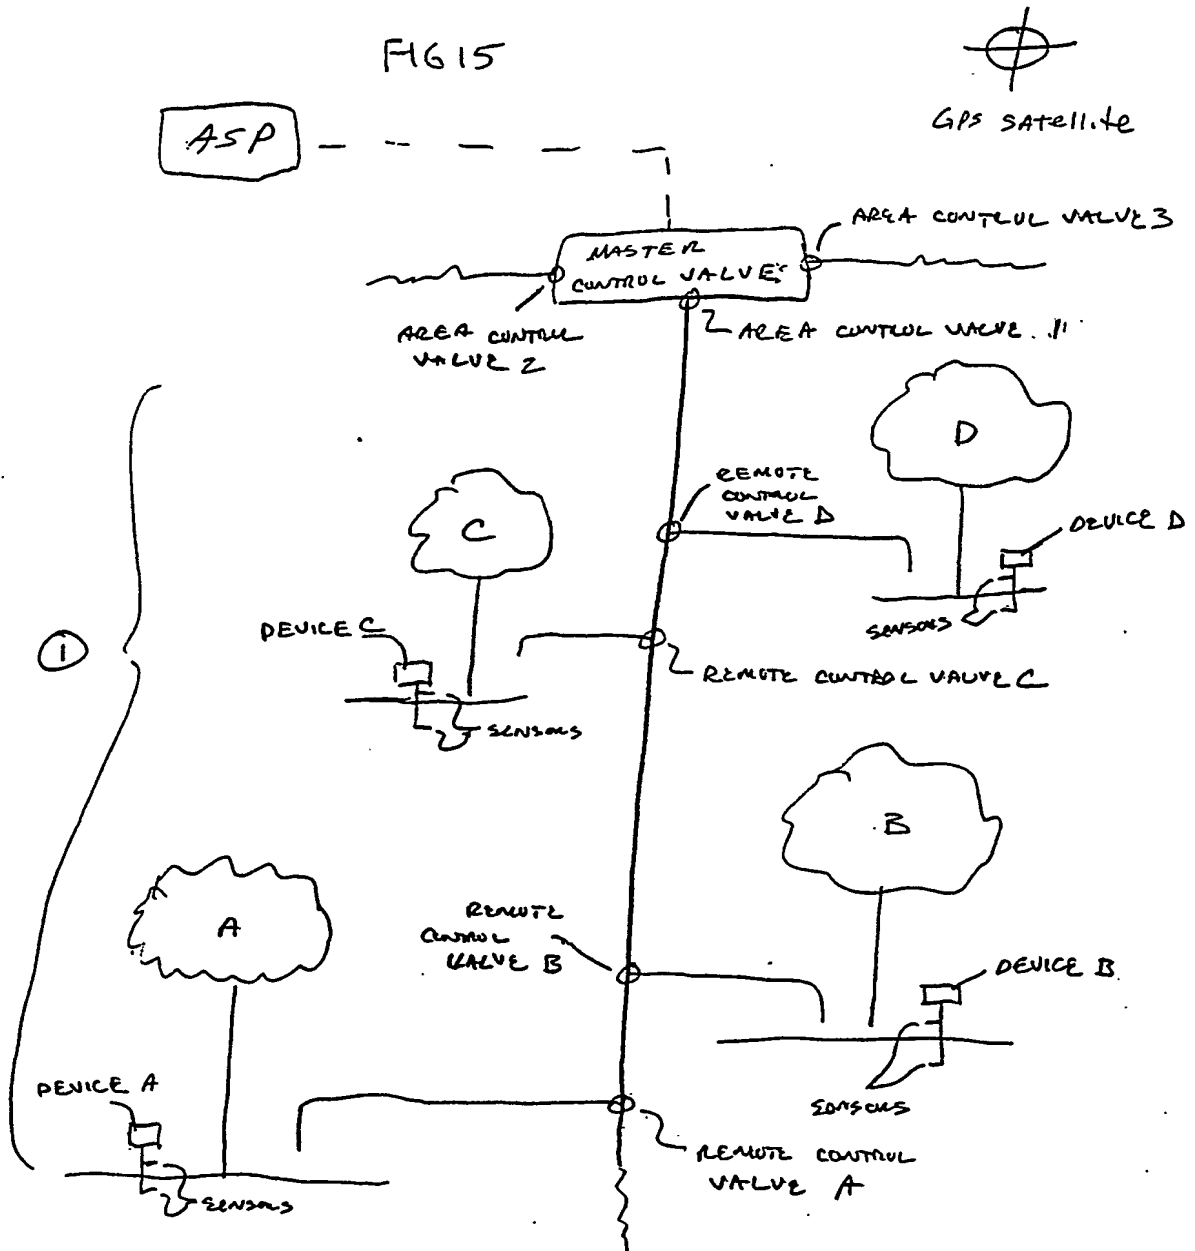 FIG 15
GPS SATELLITE
ASP
AREA CONTROL VALVE 3
MASTER
CONTROL VALVE
AREA CONTROL
VALVE 2
AREA CONTROL VALVE 1
D
REMOTE
CONTROL
VALVE D
DEVICE D
C
SENSORS
DEVICE C
REMOTE CONTROL VALVE C
1
SENSORS
B
A
REMOTE
CONTROL
VALVE B
DEVICE B
DEVICE A
SENSORS
REMOTE CONTROL
VALVE A
SENSORS